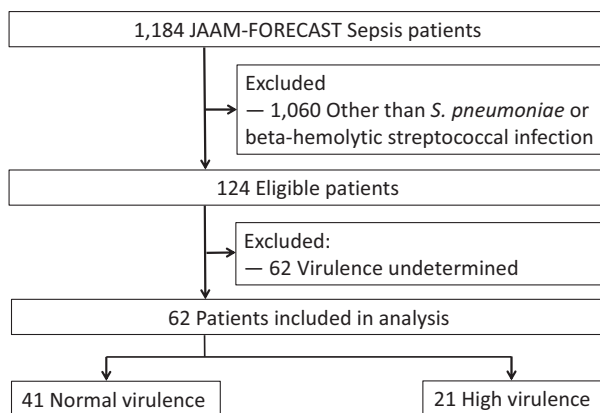 1,184 JAAM-FORECAST Sepsis patients
Excluded
— 1,060 Other than S. pneumoniae or
beta-hemolytic streptococcal infection
124 Eligible patients
Excluded:
— 62 Virulence undetermined
62 Patients included in analysis
41 Normal virulence
21 High virulence